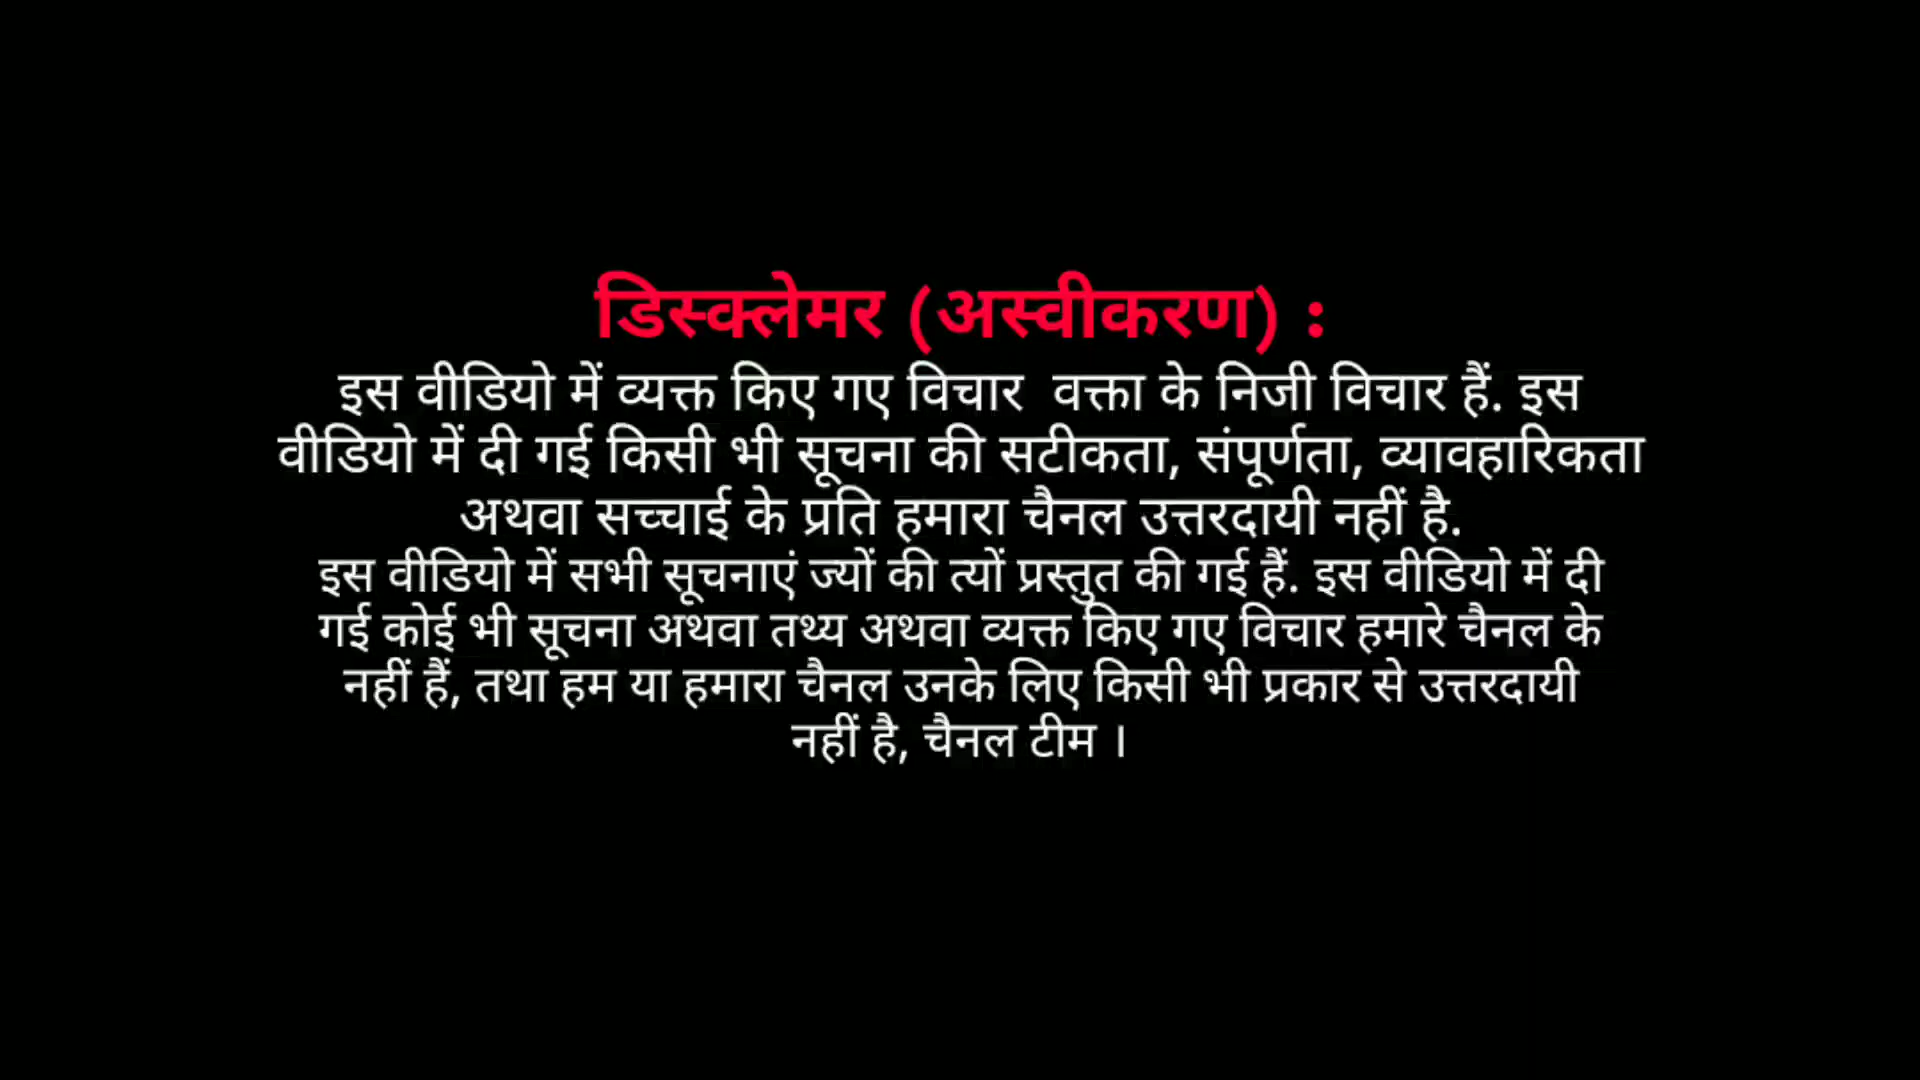 डिस्क्लेमर (अस्वीकरण) :
इस वीडियो में व्यक्त किए गए विचार  वक्ता के निजी विचार हैं. इस
वीडियो में दी गई किसी भी सूचना की सटीकता, संपूर्णता, व्यावहारिकता
अथवा सच्चाई के प्रति हमारा चैनल उत्तरदायी नहीं है.
इस वीडियो में सभी सूचनाएं ज्यों की त्यों प्रस्तुत की गई हैं. इस वीडियो में दी
गई कोई भी सूचना अथवा तथ्य अथवा व्यक्त किए गए विचार हमारे चैनल के
नहीं हैं, तथा हम या हमारा चैनल उनके लिए किसी भी प्रकार से उत्तरदायी
नहीं है, चैनल टीम ।